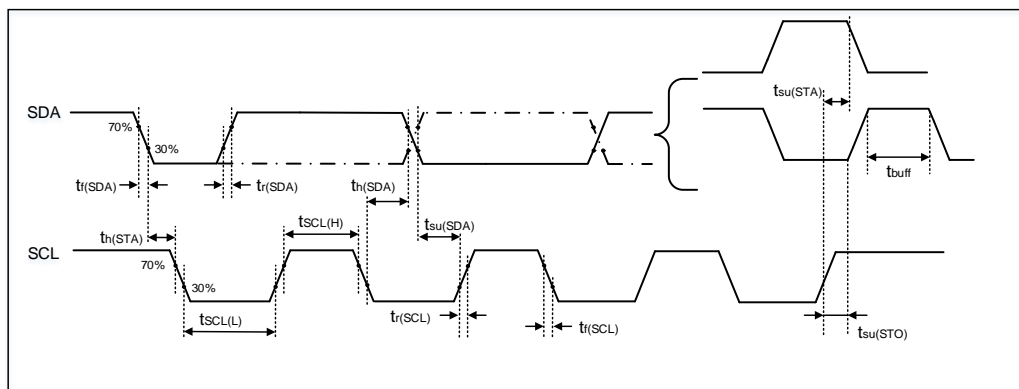 tsu(STA)
SDA
70%
30%
tbuff
tf(SDA)
tr(SDA)
th(SDA)
tSCL(H)
tsu(SDA)
th(STA)
SCL
70%
30%
tSCL(L)
tr(SCL)
tf(SCL)
tsu(STO)